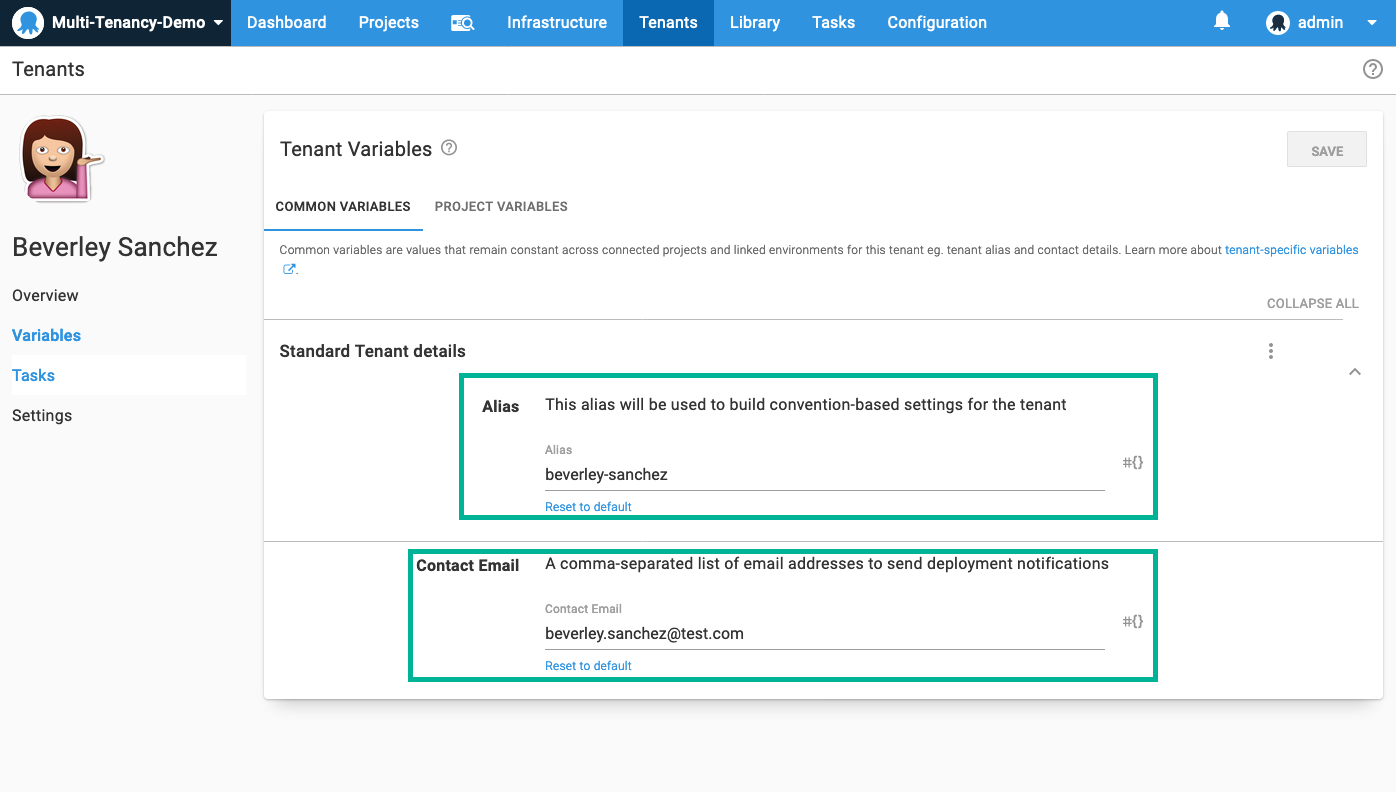 Multi-Tenancy-Demo Dashboard Projects Infrastructure Tenants Library Tasks Configuration admin
Tenants
Tenant Variables
SAVE
COMMON VARIABLES PROJECT VARIABLES
Beverley Sanchez
Overview
Variables
Tasks
Settings
Common variables are values that remain constant across connected projects and linked environments for this tenant eg. tenant alias and contact details. Learn more about tenant-specific variables
.
COLLAPSE ALL
Standard Tenant details
Alias This alias will be used to build convention-based settings for the tenant
Alias
beverley-sanchez
#{}
Reset to default
Contact Email A comma-separated list of email addresses to send deployment notifications
Contact Email
beverley.sanchez@test.com
#{}
Reset to default